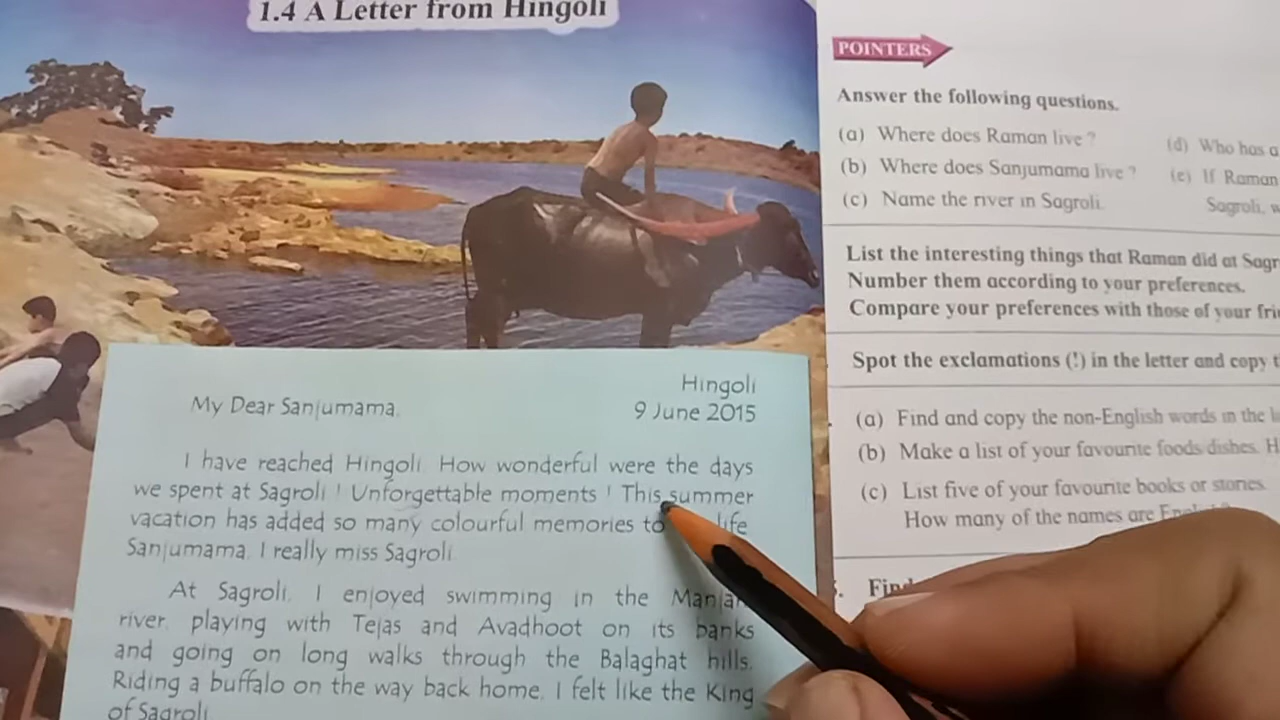 1.4 A Letter from Hingoli
Hingoli
My Dear Sanjumama,
9 June 2015
I have reached Hingoli. How wonderful were the days
we spent at Sagroli ! Unforgettable moments ! This summer
vacation has added so many colourful memories to life
Sanjumama. I really miss Sagroli.
At Sagroli, I enjoyed swimming in the
river, playing with Tejas and Avadhoot on its banks
and going on long walks through the Balaghat hills.
Riding a buffalo on the way back home, I felt like the King
of Sagroli.
POINTERS
Answer the following questions.
(a) Where does Raman live ?
(b) Where does Sanjumama live ?
(c) Name the river in Sagroli.
(d) Who has a
(e) If Raman
Sagroli,
List the interesting things that Raman did at
Number them according to your preferences.
Compare your preferences with those of your
Spot the exclamations (!) in the letter and copy
(a) Find and copy the non-English words in the
(b) Make a list of your favourite foods/dishes.
(c) List five of your favourite books or stories.
How many of the names are